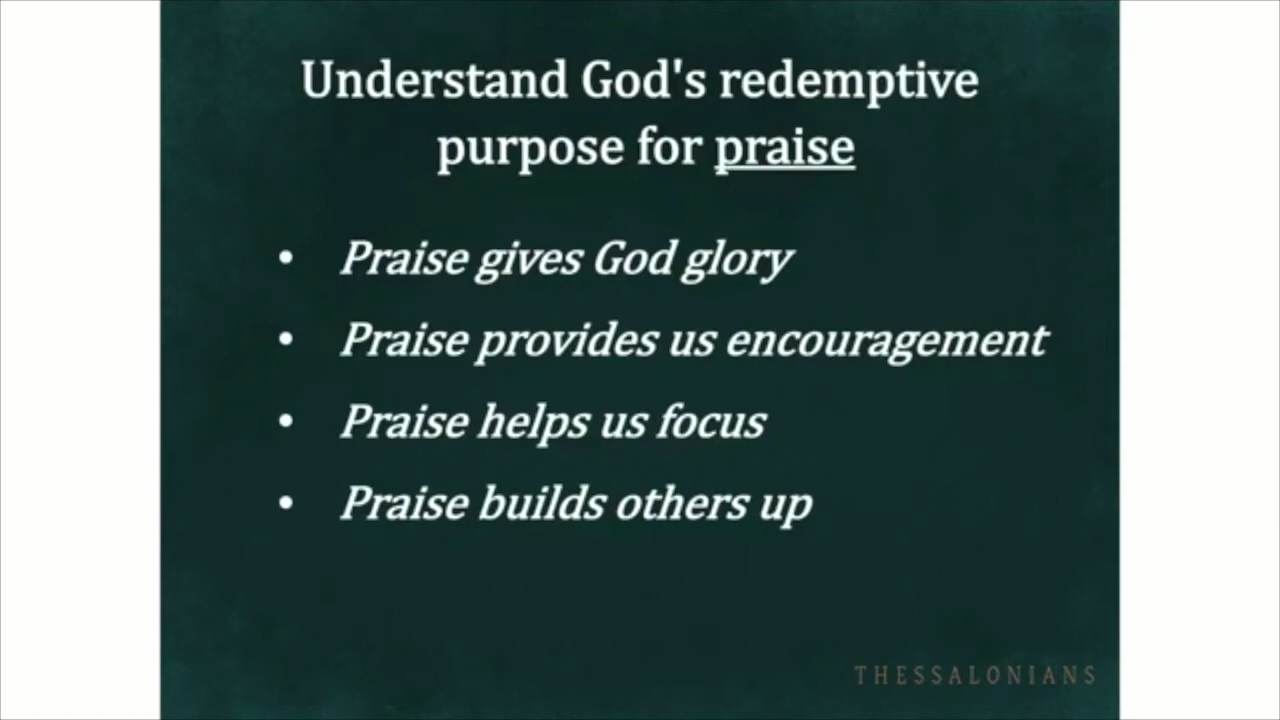 Understand God's redemptive
purpose for praise
• Praise gives God glory
• Praise provides us encouragement
• Praise helps us focus
• Praise builds others up
THESSALONIANS